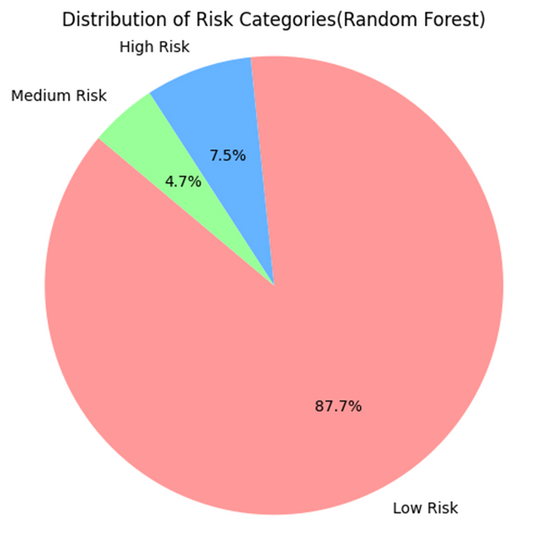 Distribution of Risk Categories(Random Forest)
High Risk
Medium Risk
7.5%
4.7%
87.7%
Low Risk